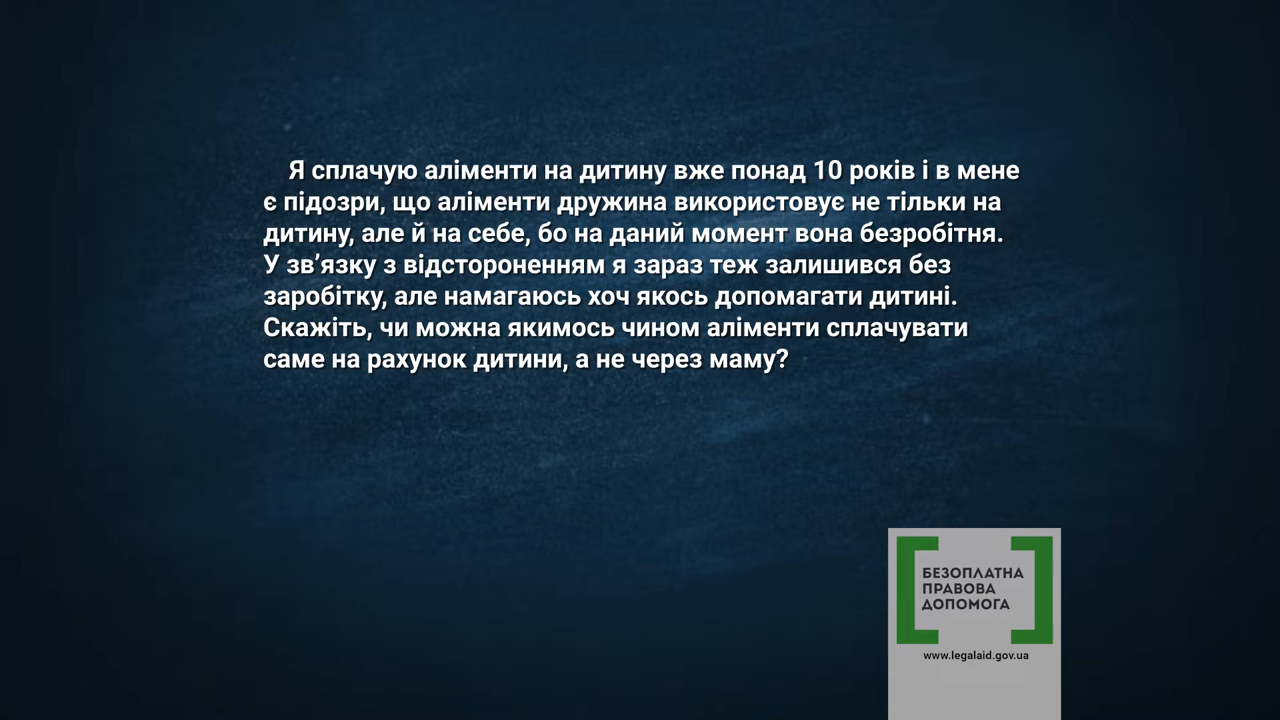 Я сплачую аліменти на дитину вже понад 10 років і в мене
є підозри, що аліменти дружина використовує не тільки на
дитину, але й на себе, бо на даний момент вона безробітня.
У зв’язку з відстороненням я зараз теж залишився без
заробітку, але намагаюсь хоч якось допомагати дитині.
Скажіть, чи можна якимось чином аліменти сплачувати
саме на рахунок дитини, а не через маму?
БЕЗОПЛАТНА
ПРАВОВА
ДОПОМОГА
www.legalaid.gov.ua